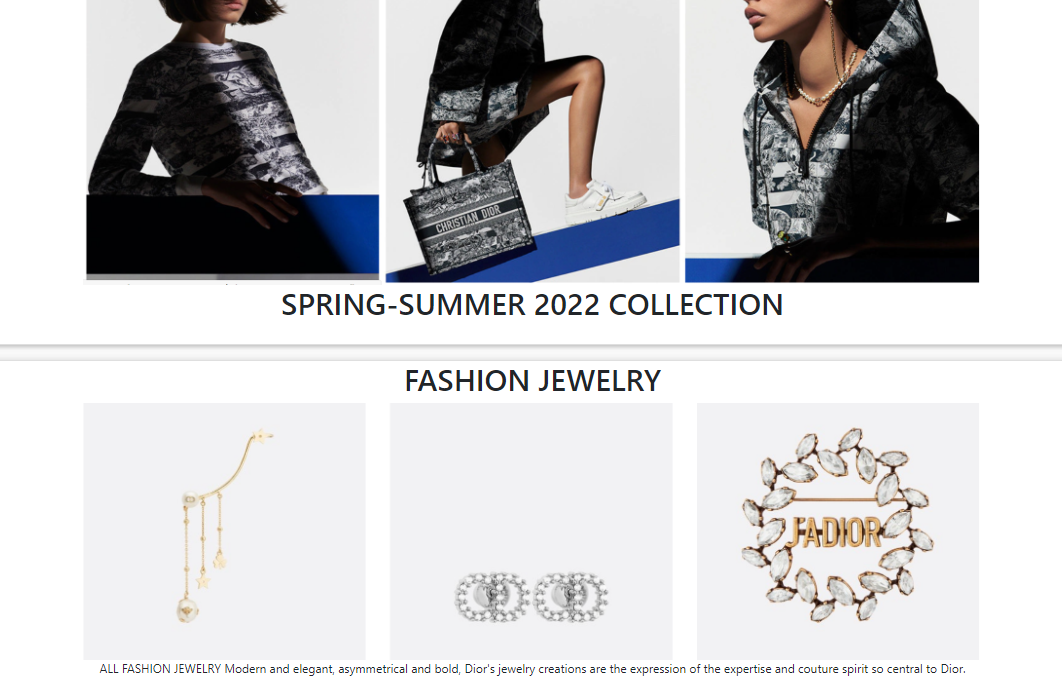 CHRISTIAN DIOR
SPRING-SUMMER 2022 COLLECTION
FASHION JEWELRY
J'ADIOR
ALL FASHION JEWELRY Modern and elegant, asymmetrical and bold, Dior's jewelry creations are the expression of the expertise and couture spirit so central to Dior.